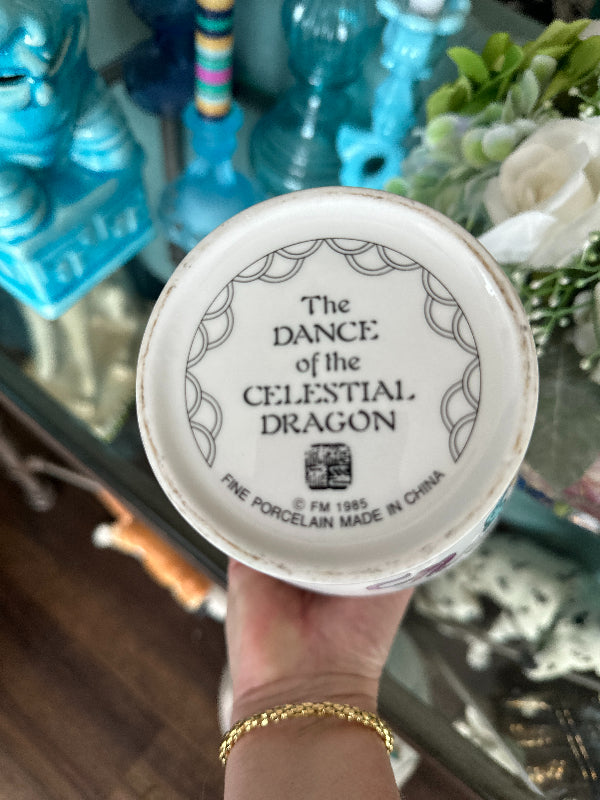 The
DANCE
of the
CELESTIAL
DRAGON
© FM 1985
FINE PORCELAIN MADE IN CHINA